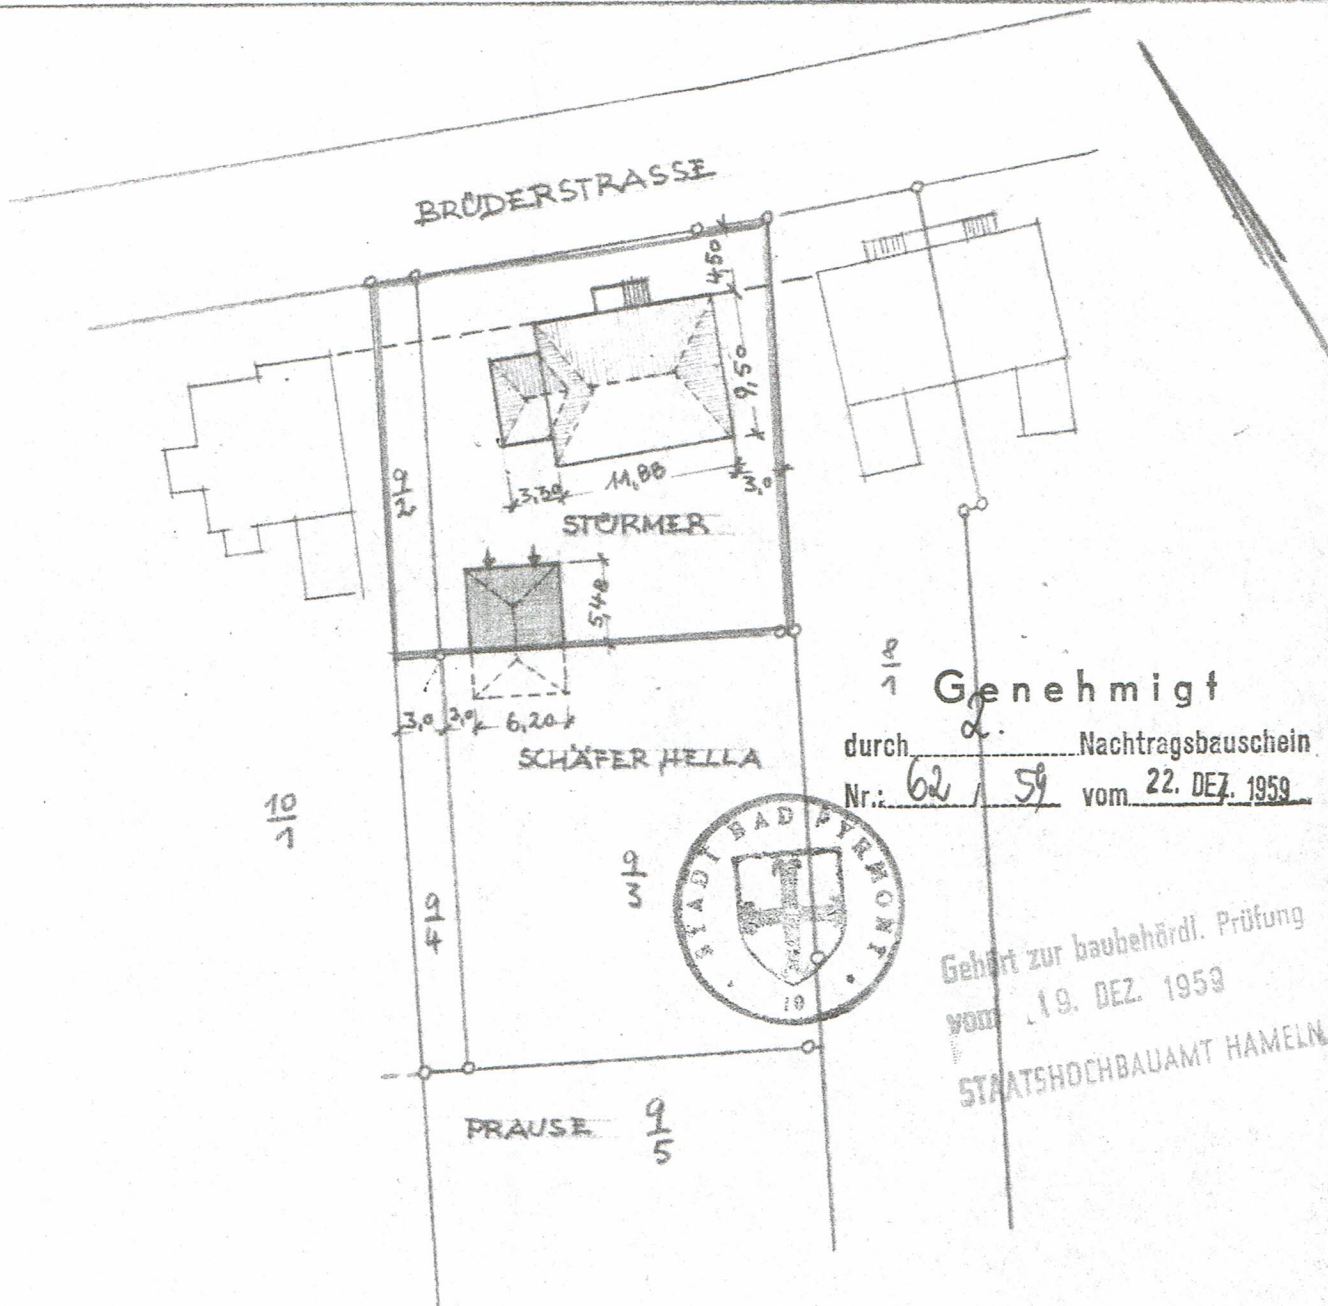 BRÜDERSTRASSE
4,50
9,50
11,88
3,30
3,0
9/2
STÜRMER
5,48
8/1
3,0 3,0 6,20
SCHÄFER HELLA
Genehmigt
durch 2. Nachtragsbauschein
Nr.: 62 / 59 vom 22. DEZ. 1959
10/1
9/3
9/4
STADT BAD PYRMONT
10
Gehört zur baubehördl. Prüfung
vom 19. DEZ. 1959
STAATSHOCHBAUAMT HAMELN
PRAUSE 9/5